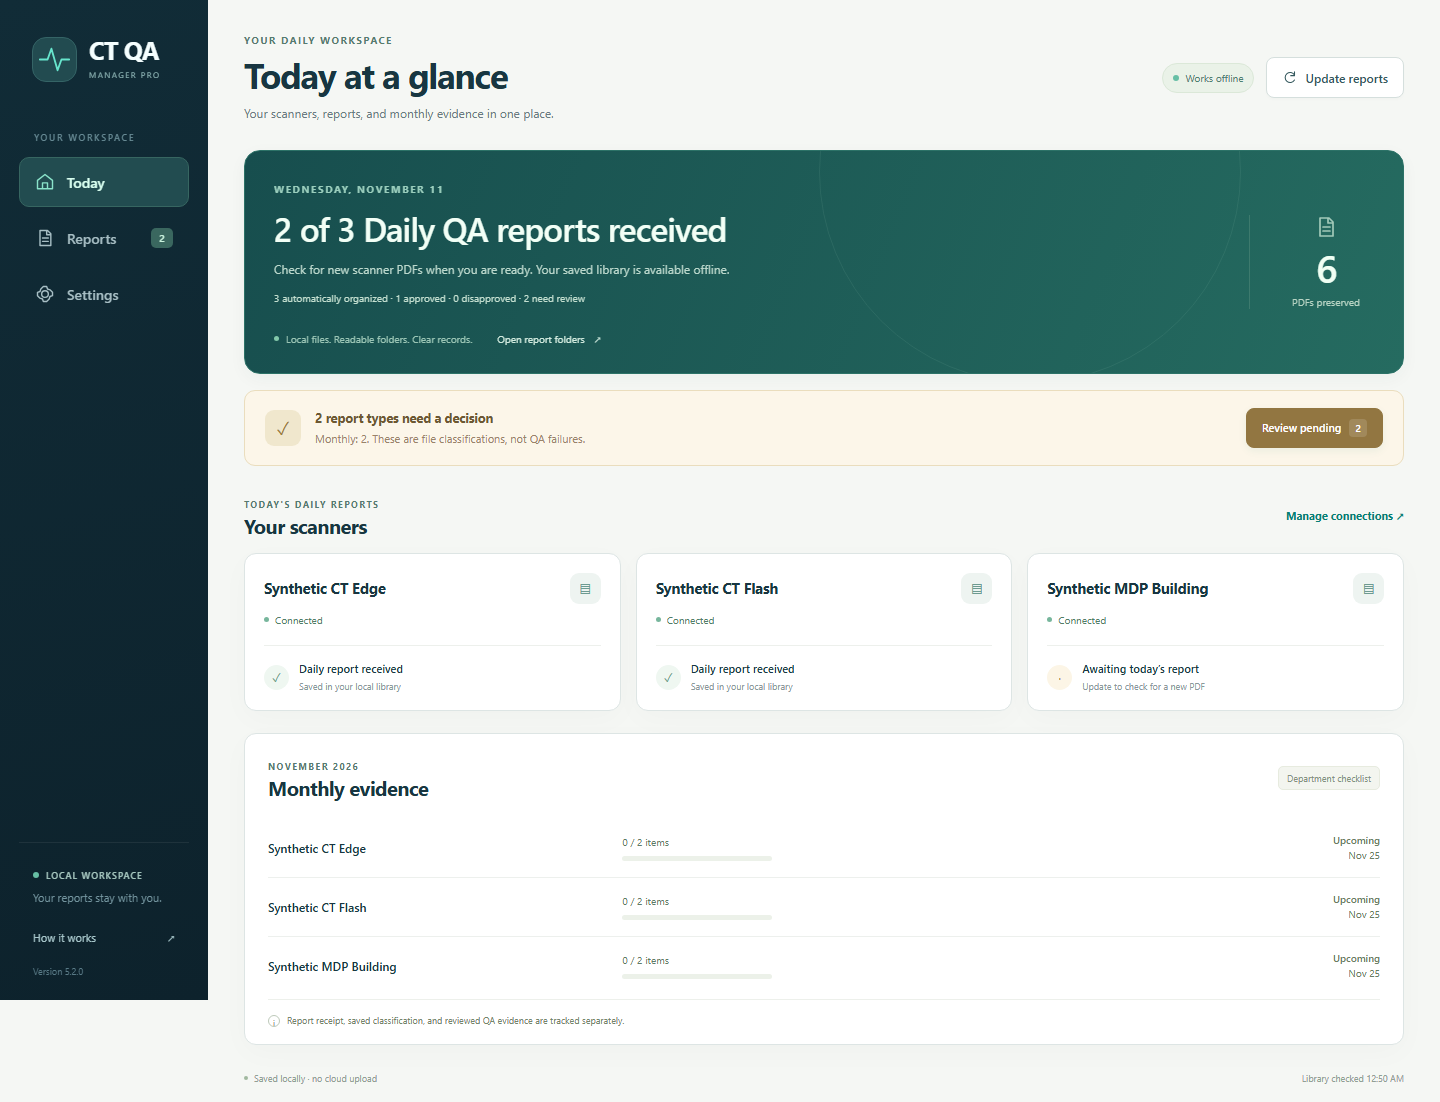 CT QA
MANAGER PRO
YOUR WORKSPACE
Today
Reports 2
Settings
LOCAL WORKSPACE
Your reports stay with you.
How it works ↗
Version 5.2.0
YOUR DAILY WORKSPACE
Today at a glance
Your scanners, reports, and monthly evidence in one place.
Works offline
Update reports
WEDNESDAY, NOVEMBER 11
2 of 3 Daily QA reports received
Check for new scanner PDFs when you are ready. Your saved library is available offline.
3 automatically organized · 1 approved · 0 disapproved · 2 need review
Local files. Readable folders. Clear records. Open report folders ↗
6
PDFs preserved
2 report types need a decision
Monthly: 2. These are file classifications, not QA failures.
Review pending 2
TODAY'S DAILY REPORTS
Your scanners
Manage connections ↗
Synthetic CT Edge
Connected
Daily report received
Saved in your local library
Synthetic CT Flash
Connected
Daily report received
Saved in your local library
Synthetic MDP Building
Connected
Awaiting today's report
Update to check for a new PDF
NOVEMBER 2026
Monthly evidence
Department checklist
Synthetic CT Edge
0 / 2 items
Upcoming
Nov 25
Synthetic CT Flash
0 / 2 items
Upcoming
Nov 25
Synthetic MDP Building
0 / 2 items
Upcoming
Nov 25
Report receipt, saved classification, and reviewed QA evidence are tracked separately.
Saved locally · no cloud upload
Library checked 12:50 AM